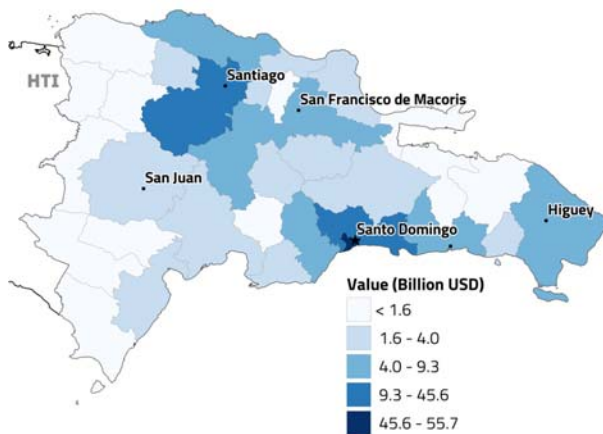 HTI
Santiago
San Francisco de Macoris
San Juan
Higuey
Santo Domingo
Value (Billion USD)
< 1.6
1.6 - 4.0
4.0 - 9.3
9.3 - 45.6
45.6 - 55.7